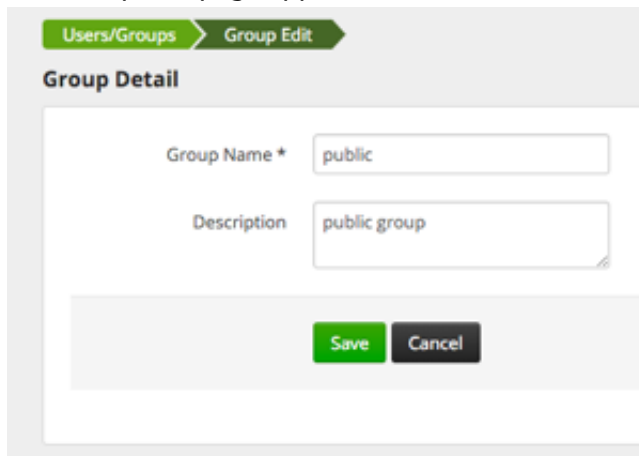 Users/Groups Group Edit
Group Detail
Group Name * public
Description public group
Save Cancel